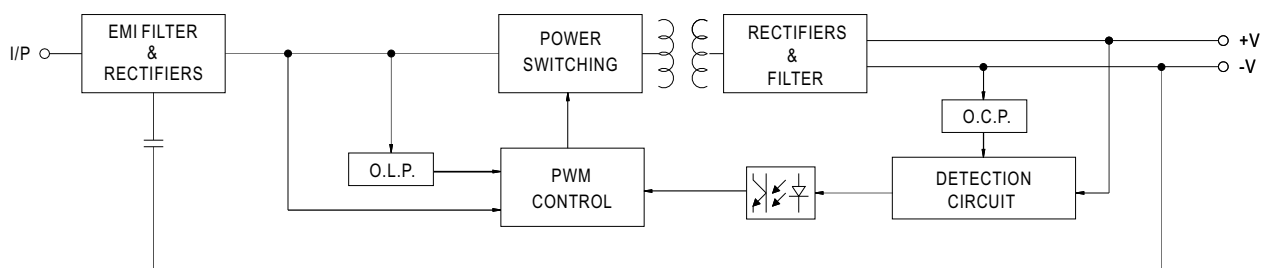 I/P
EMI FILTER
&
RECTIFIERS
POWER
SWITCHING
RECTIFIERS
&
FILTER
+V
-V
O.C.P.
O.L.P.
PWM
CONTROL
DETECTION
CIRCUIT